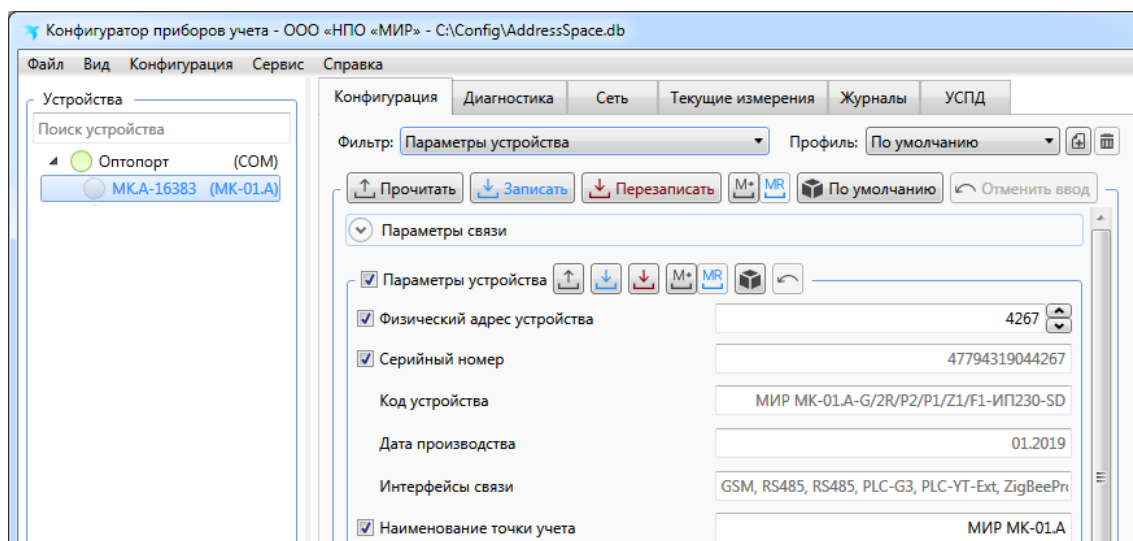 Конфигуратор приборов учета - ООО «НПО «МИР» - C:\Config\AddressSpace.db
Файл Вид Конфигурация Сервис Справка
Устройства
Поиск устройства
Оптопорт (COM)
МК.А-16383 (МК-01.А)
Конфигурация Диагностика Сеть Текущие измерения Журналы УСПД
Фильтр: Параметры устройства Профиль: По умолчанию
Прочитать Записать Перезаписать M+ MR По умолчанию Отменить ввод
Параметры связи
Параметры устройства M+ MR
Физический адрес устройства 4267
Серийный номер 47794319044267
Код устройства МИР МК-01.А-G/2R/P2/P1/Z1/F1-ИП230-SD
Дата производства 01.2019
Интерфейсы связи GSM, RS485, RS485, PLC-G3, PLC-YT-Ext, ZigBeePr
Наименование точки учета МИР МК-01.А